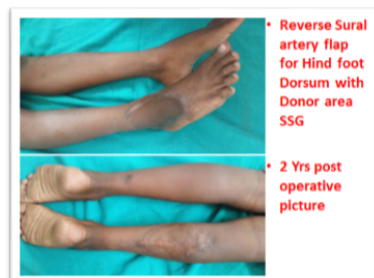 • Reverse Sural
artery flap
for Hind foot
Dorsum with
Donor area
SSG
• 2 Yrs post
operative
picture